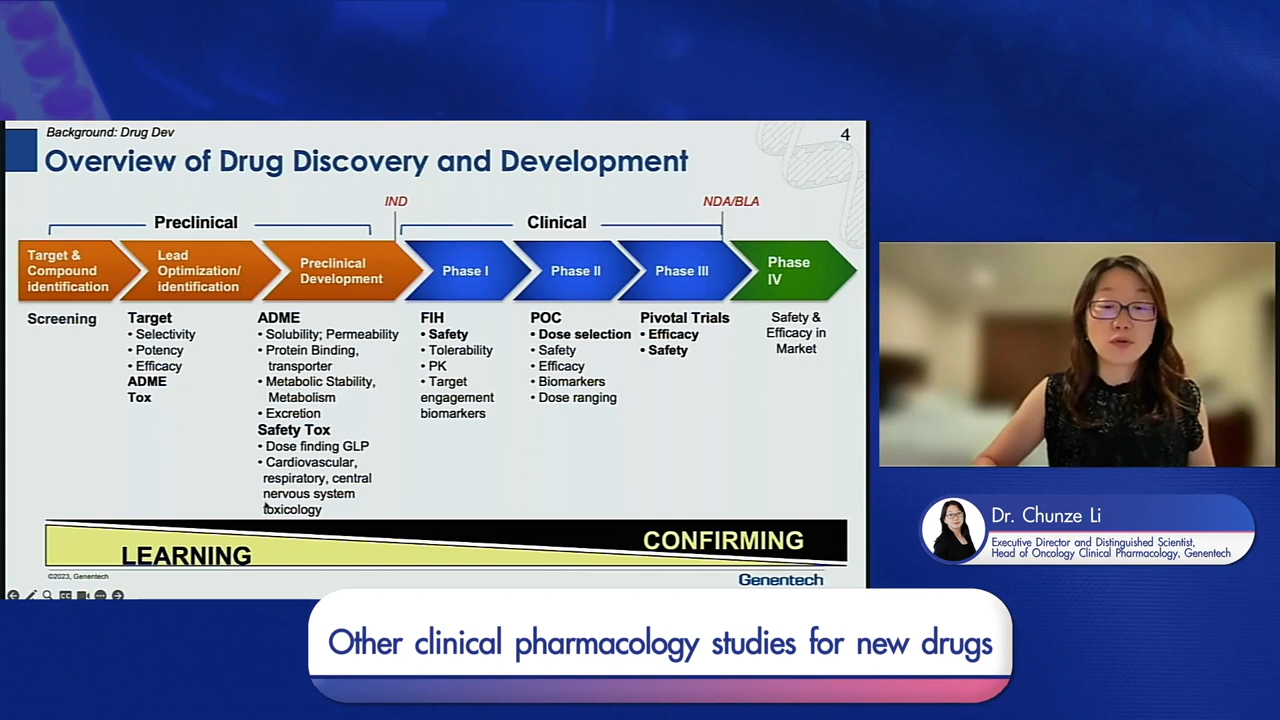 Background: Drug Dev
4
Overview of Drug Discovery and Development
IND
NDA/BLA
Preclinical
Clinical
Target &
Compound
identification
Lead
Optimization/
identification
Preclinical
Development
Phase I
Phase II
Phase III
Phase
IV
Screening
Target
• Selectivity
• Potency
• Efficacy
ADME
Tox
ADME
• Solubility; Permeability
• Protein Binding,
transporter
• Metabolic Stability,
Metabolism
• Excretion
Safety Tox
• Dose finding GLP
• Cardiovascular,
respiratory, central
nervous system
toxicology
FIH
• Safety
• Tolerability
• PK
• Target
engagement
biomarkers
POC
• Dose selection
• Safety
• Efficacy
• Biomarkers
• Dose ranging
Pivotal Trials
• Efficacy
• Safety
Safety &
Efficacy in
Market
LEARNING
CONFIRMING
©2023, Genentech
Genentech
Dr. Chunze Li
Executive Director and Distinguished Scientist,
Head of Oncology Clinical Pharmacology, Genentech
Other clinical pharmacology studies for new drugs